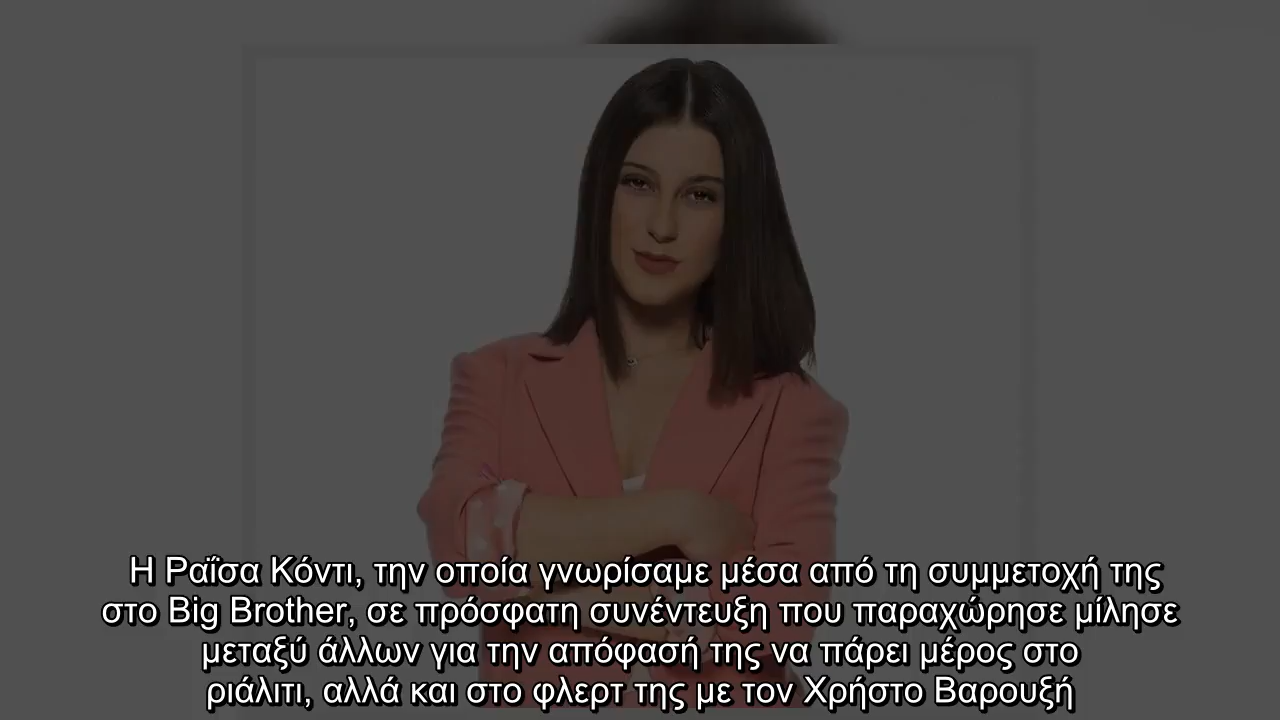 Η Ραΐσα Κόντι, την οποία γνωρίσαμε μέσα από τη συμμετοχή της
στο Big Brother, σε πρόσφατη συνέντευξη που παραχώρησε μίλησε
μεταξύ άλλων για την απόφασή της να πάρει μέρος στο
ριάλιτι, αλλά και στο φλερτ της με τον Χρήστο Βαρουξή